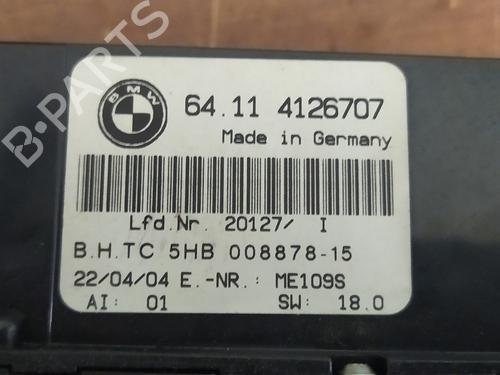 B-PARTS
BMW
64.11 4126707
Made in Germany
Lfd.Nr. 20127/ I
B.H.TC 5HB 008878-15
22/04/04 E.-NR.: ME109S
AI: 01 SW: 18.0